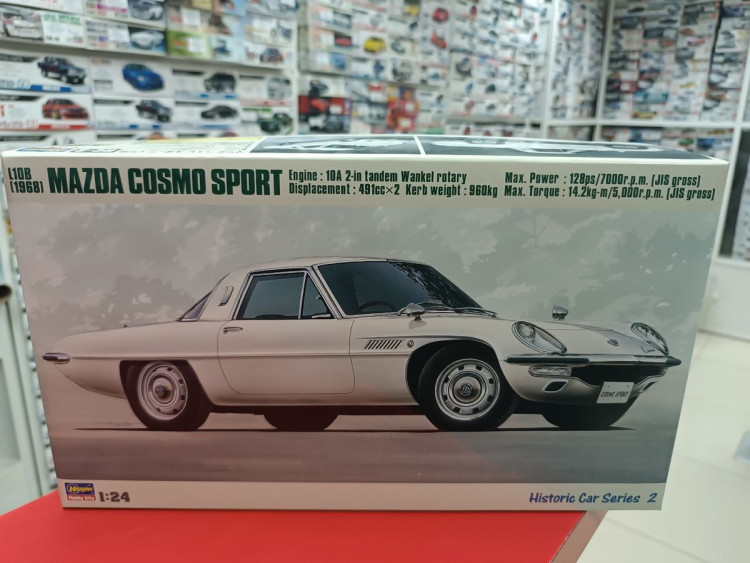 L10B
(1968)
MAZDA COSMO SPORT
Engine : 10A 2-in tandem Wankel rotary
Displacement : 491cc×2 Kerb weight : 960kg
Max. Power : 128ps/7000r.p.m. (JIS gross)
Max. Torque : 14.2kg-m/5,000r.p.m. (JIS gross)
COSMO SPORT
Hasegawa
Hobby kits
1:24
Historic Car Series 2